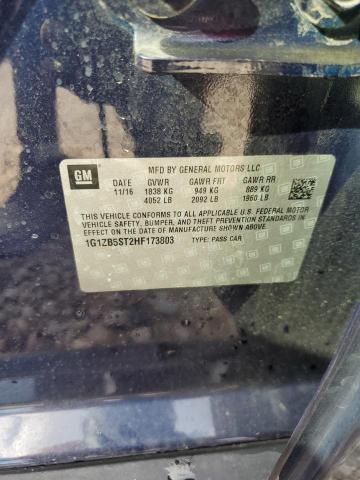 GM
MFD BY GENERAL MOTORS LLC
DATE GVWR GAWR FRT GAWR RR
11/16 1838 KG 949 KG 889 KG
4052 LB 2092 LB 1960 LB
THIS VEHICLE CONFORMS TO ALL APPLICABLE U.S. FEDERAL MOTOR
VEHICLE SAFETY, BUMPER, AND THEFT PREVENTION STANDARDS
IN EFFECT ON THE DATE OF MANUFACTURE SHOWN ABOVE.
1G1ZB5ST2HF173803 TYPE: PASS CAR